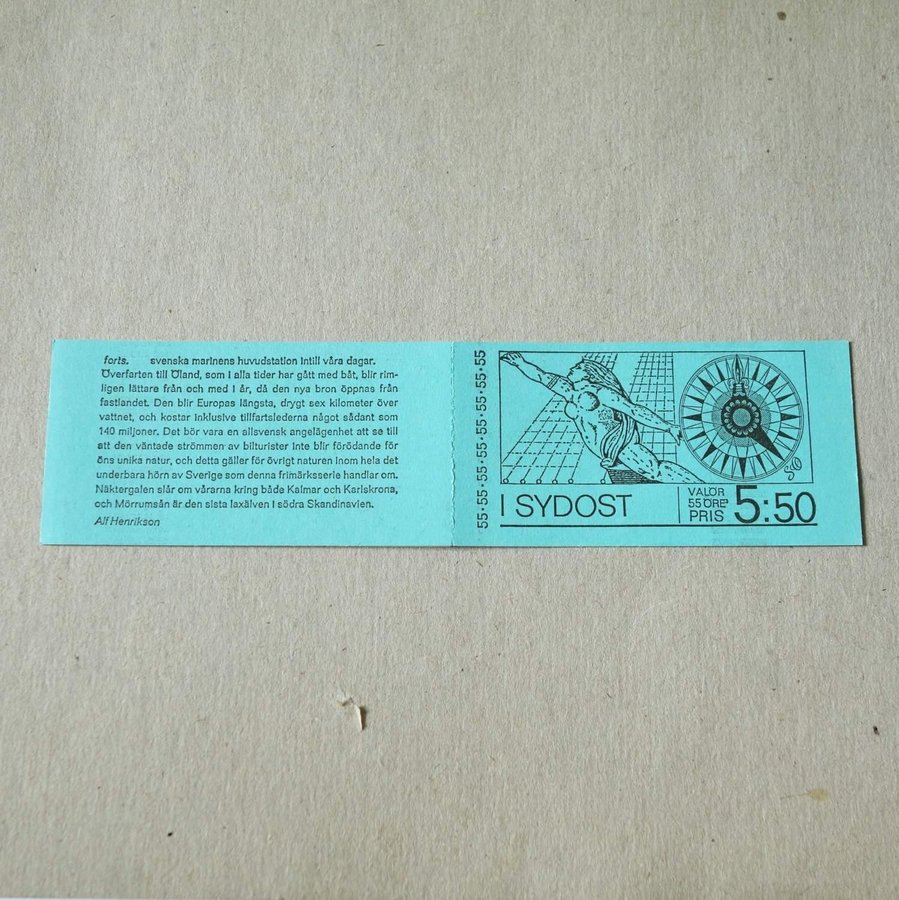 forts. svenska marinens huvudstation intill våra dagar.
Överfarten till Öland, som i alla tider har gått med båt, blir rim-
ligen lättare från och med i år, då den nya bron öppnas från
fastlandet. Den blir Europas längsta, drygt sex kilometer över
vattnet, och kostar inklusive tillfartslederna något sådant som
140 miljoner. Det bör vara en allsvensk angelägenhet att se till
att den väntade strömmen av bilturister inte blir förödande för
öns unika natur, och detta gäller för övrigt naturen inom hela det
underbara hörn av Sverige som denna frimärksserie handlar om.
Näktergalen slår om vårarna kring både Kalmar och Karlskrona,
och Mörrumsån är den sista laxälven i södra Skandinavien.
Alf Henrikson
55·55·55·55·55·55·55·55·55·55
SO
I SYDOST
VALÖR
55 ÖRE
PRIS 5:50